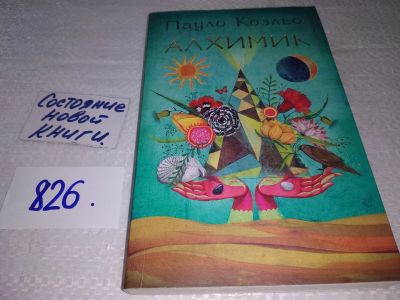 Пауло Коэльо
АЛХИМИК
Состояние
новой
книги.
826.